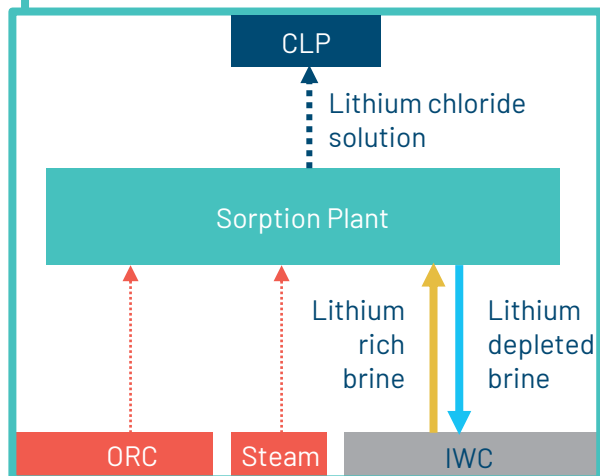 CLP
Lithium chloride
solution
Sorption Plant
Lithium
rich
brine
Lithium
depleted
brine
ORC
Steam
IWC